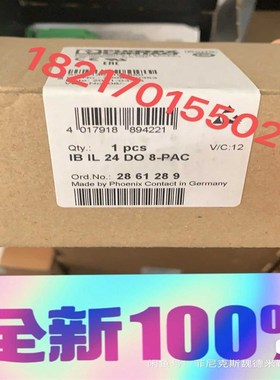 18217015502
EAC
4 017918 894221
Qty.: 1 pcs
V/C:12
IB IL 24 DO 8-PAC
Ord.No.: 28 61 28 9
Made by Phoenix Contact in Germany
全新100%